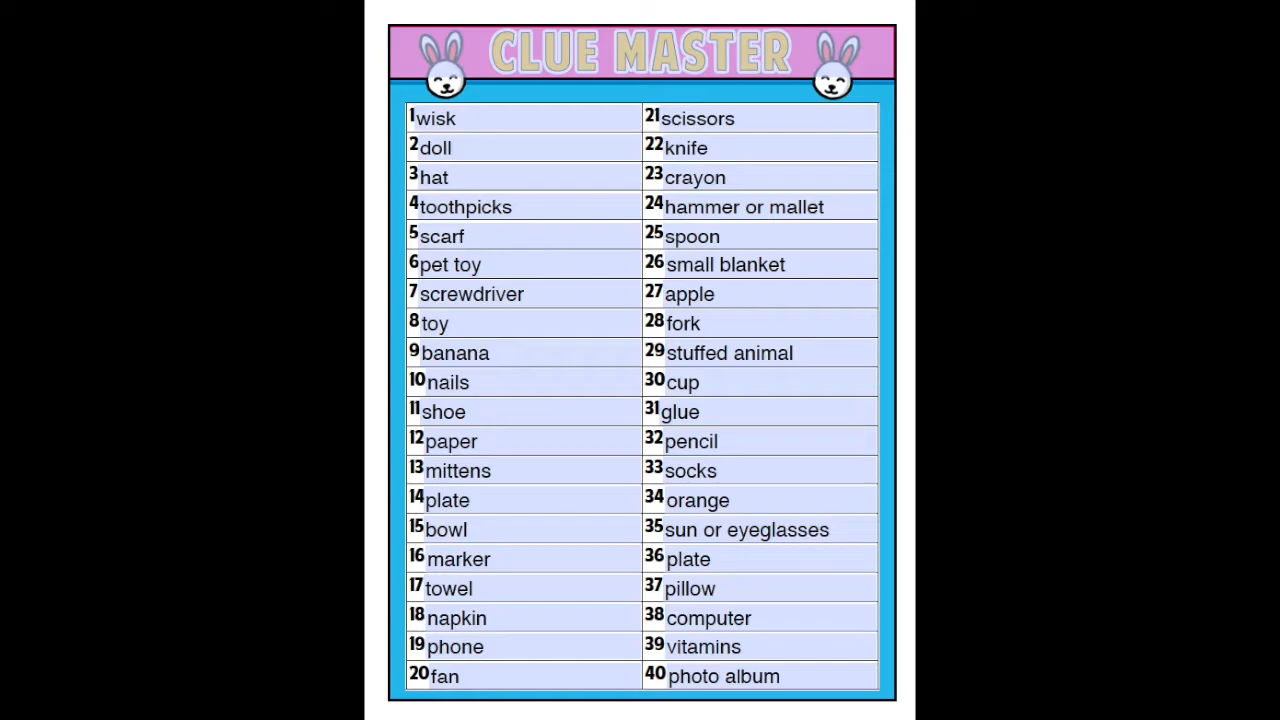 CLUE MASTER
1 wisk
2 doll
3 hat
4 toothpicks
5 scarf
6 pet toy
7 screwdriver
8 toy
9 banana
10 nails
11 shoe
12 paper
13 mittens
14 plate
15 bowl
16 marker
17 towel
18 napkin
19 phone
20 fan
21 scissors
22 knife
23 crayon
24 hammer or mallet
25 spoon
26 small blanket
27 apple
28 fork
29 stuffed animal
30 cup
31 glue
32 pencil
33 socks
34 orange
35 sun or eyeglasses
36 plate
37 pillow
38 computer
39 vitamins
40 photo album